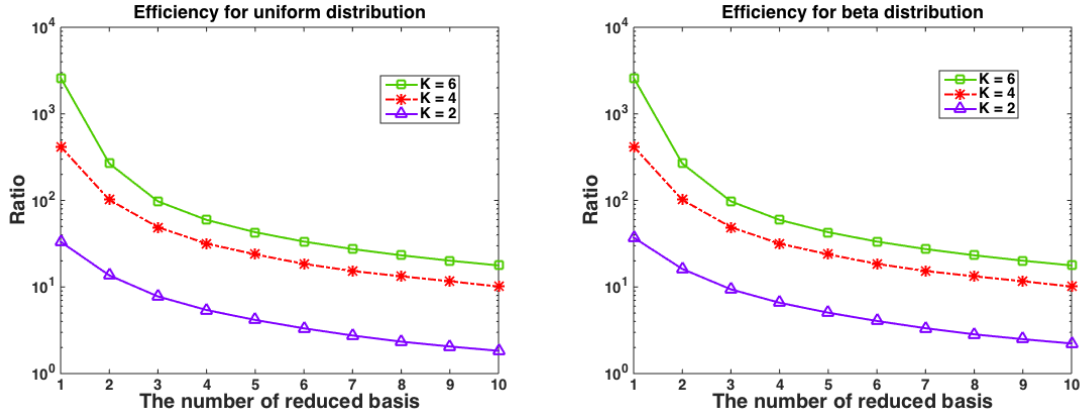 Efficiency for uniform distribution
10^4
10^3
10^2
10^1
10^0
Ratio
K = 6
K = 4
K = 2
1 2 3 4 5 6 7 8 9 10
The number of reduced basis
Efficiency for beta distribution
10^4
10^3
10^2
10^1
10^0
Ratio
K = 6
K = 4
K = 2
1 2 3 4 5 6 7 8 9 10
The number of reduced basis